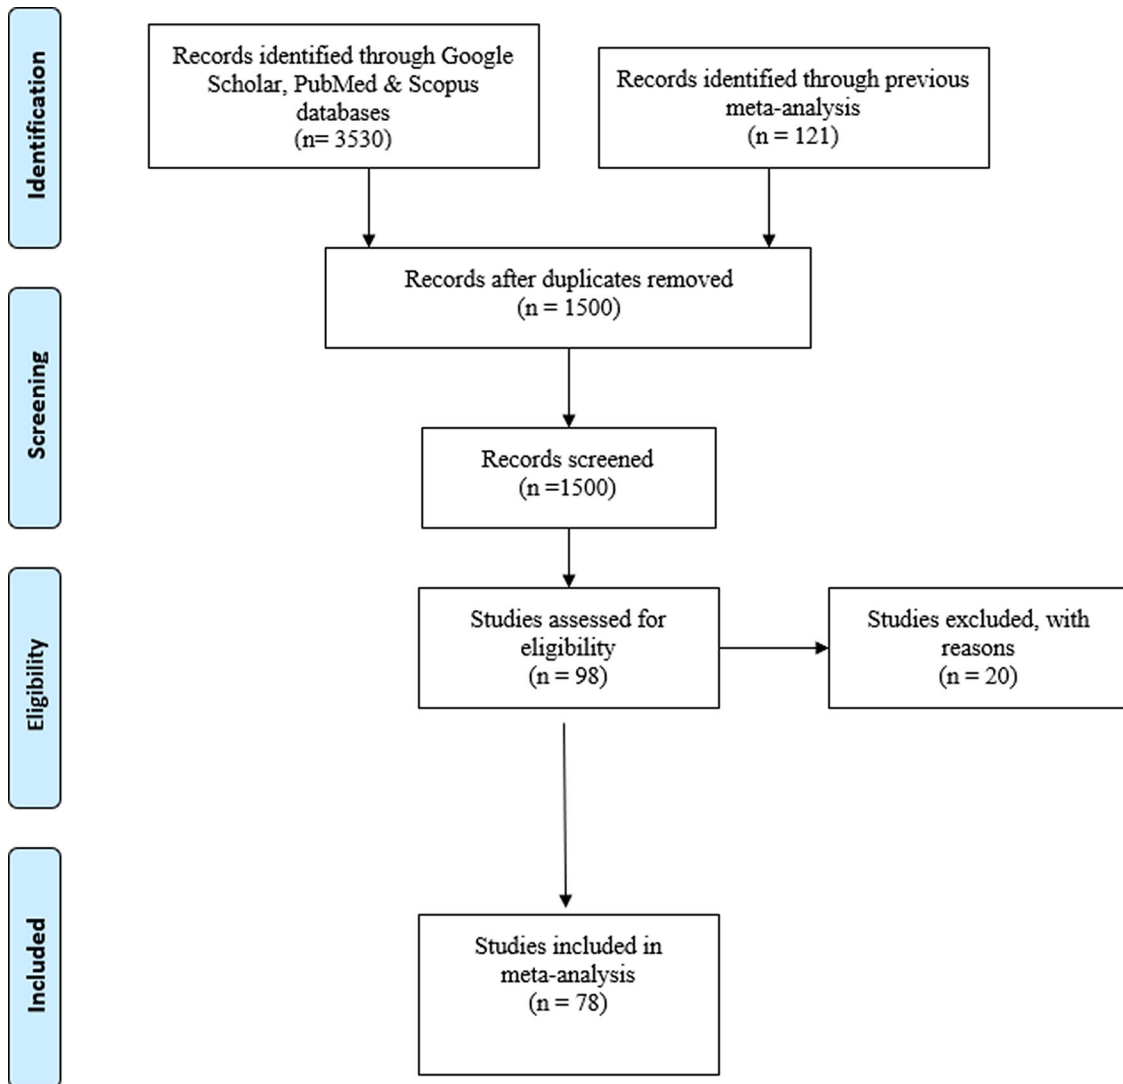 Identification
Records identified through Google
Scholar, PubMed & Scopus
databases
(n= 3530)
Records identified through previous
meta-analysis
(n = 121)
Records after duplicates removed
(n = 1500)
Screening
Records screened
(n =1500)
Eligibility
Studies assessed for
eligibility
(n = 98)
Studies excluded, with
reasons
(n = 20)
Included
Studies included in
meta-analysis
(n = 78)